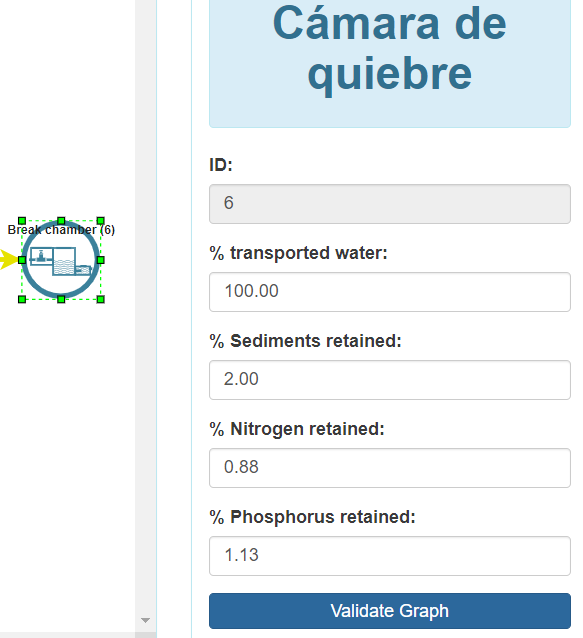 Cámara de
quiebre
ID:
6
% transported water:
100.00
% Sediments retained:
2.00
% Nitrogen retained:
0.88
% Phosphorus retained:
1.13
Validate Graph
Break chamber (6)